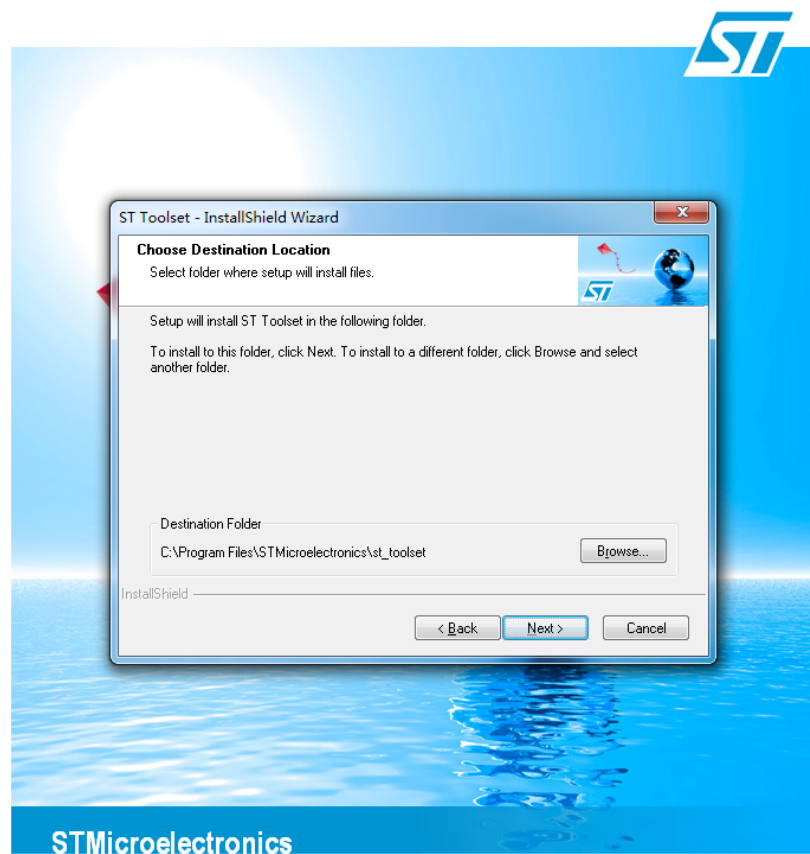 ST
ST Toolset - InstallShield Wizard
Choose Destination Location
Select folder where setup will install files.
ST
Setup will install ST Toolset in the following folder.
To install to this folder, click Next. To install to a different folder, click Browse and select
another folder.
Destination Folder
C:\Program Files\STMicroelectronics\st_toolset
Browse...
InstallShield
< Back
Next >
Cancel
STMicroelectronics